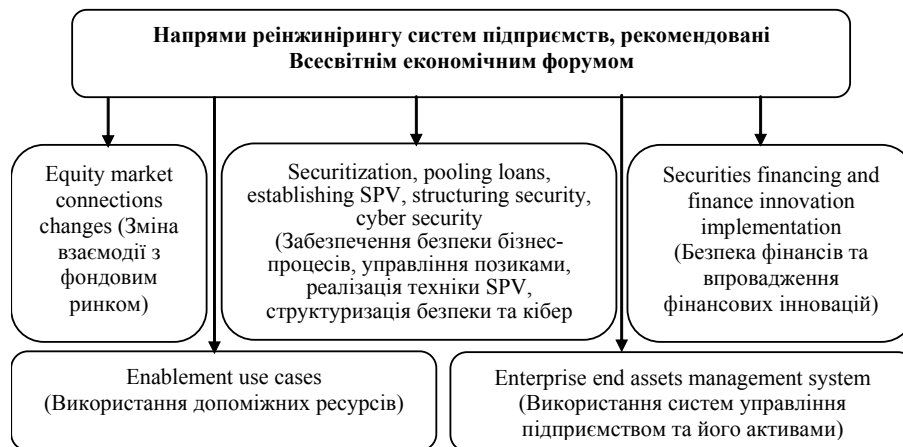 Напрями реінжинірингу систем підприємств, рекомендовані
Всесвітнім економічним форумом
Equity market
connections
changes (Зміна
взаємодії з
фондовим
ринком)
Securitization, pooling loans,
establishing SPV, structuring security,
cyber security
(Забезпечення безпеки бізнес-
процесів, управління позиками,
реалізація техніки SPV,
структуризація безпеки та кібер
Securities financing and
finance innovation
implementation
(Безпека фінансів та
впровадження
фінансових інновацій)
Enablement use cases
(Використання допоміжних ресурсів)
Enterprise end assets management system
(Використання систем управління
підприємством та його активами)